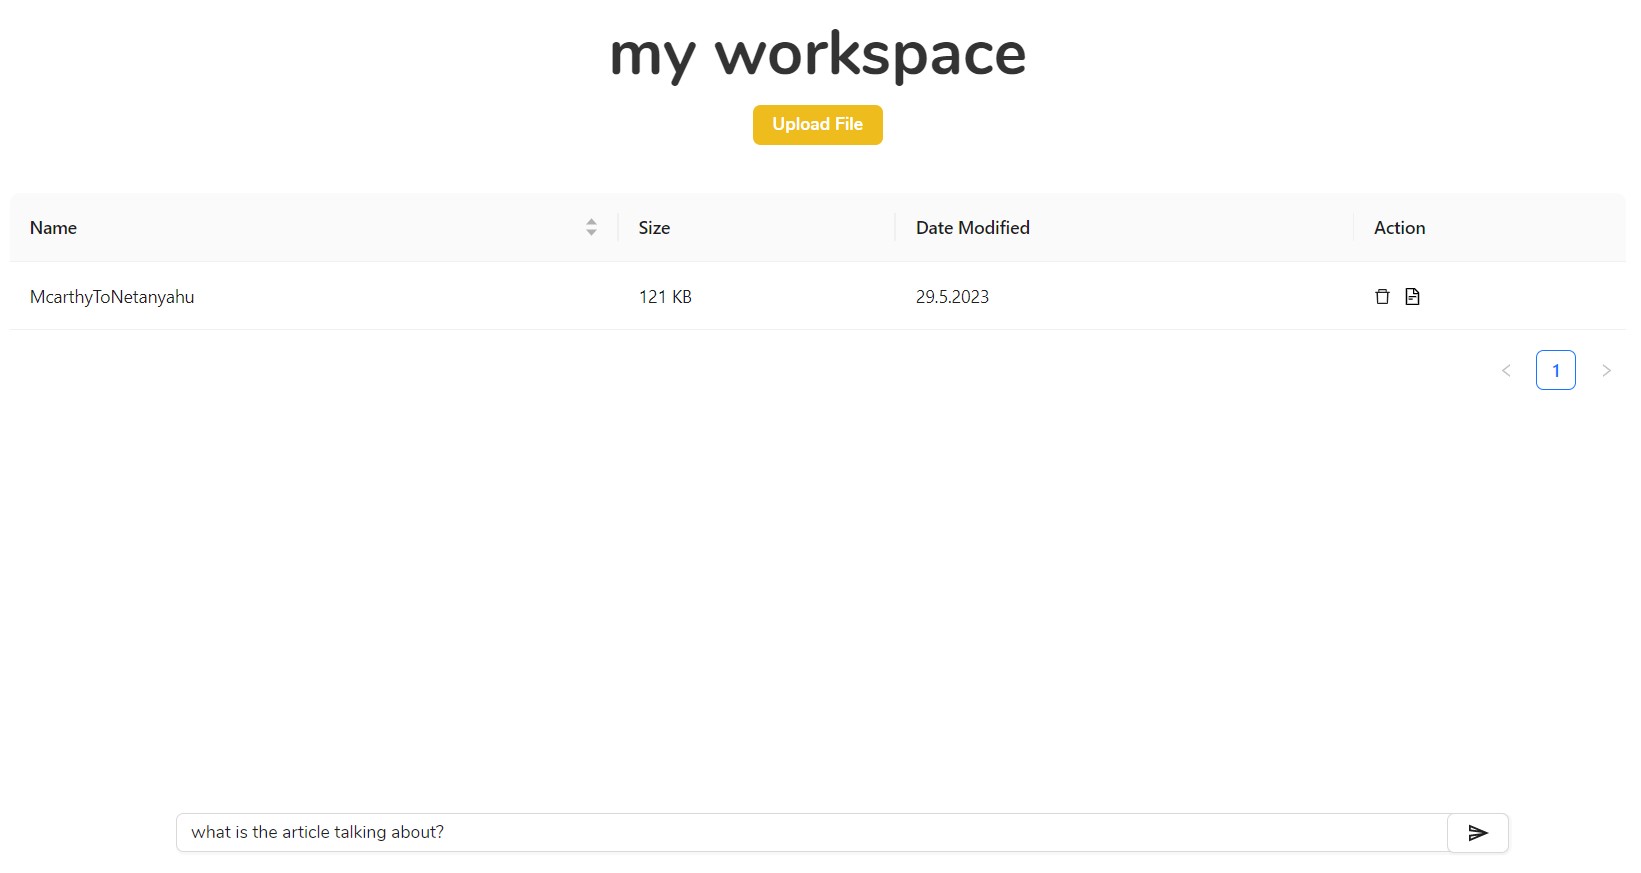 my workspace
Upload File
Name Size Date Modified Action
McarthyToNetanyahu 121 KB 29.5.2023
< 1 >
what is the article talking about?